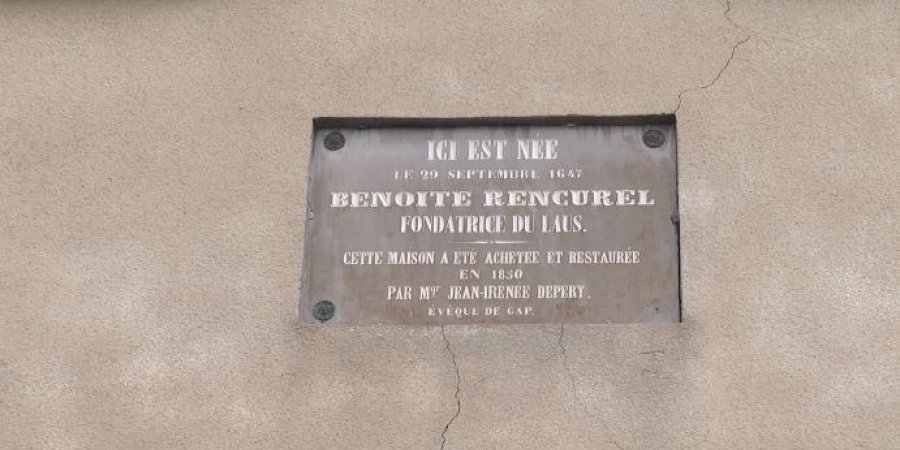 ICI EST NÉE
LE 29 SEPTEMBRE 1647
BENOITE RENCUREL
FONDATRICE DU LAUS.
CETTE MAISON A ÉTÉ ACHETÉE ET RESTAURÉE
EN 1850
PAR Mgr JEAN-IRÉNÉE DEPÉRY.
ÉVÊQUE DE GAP.